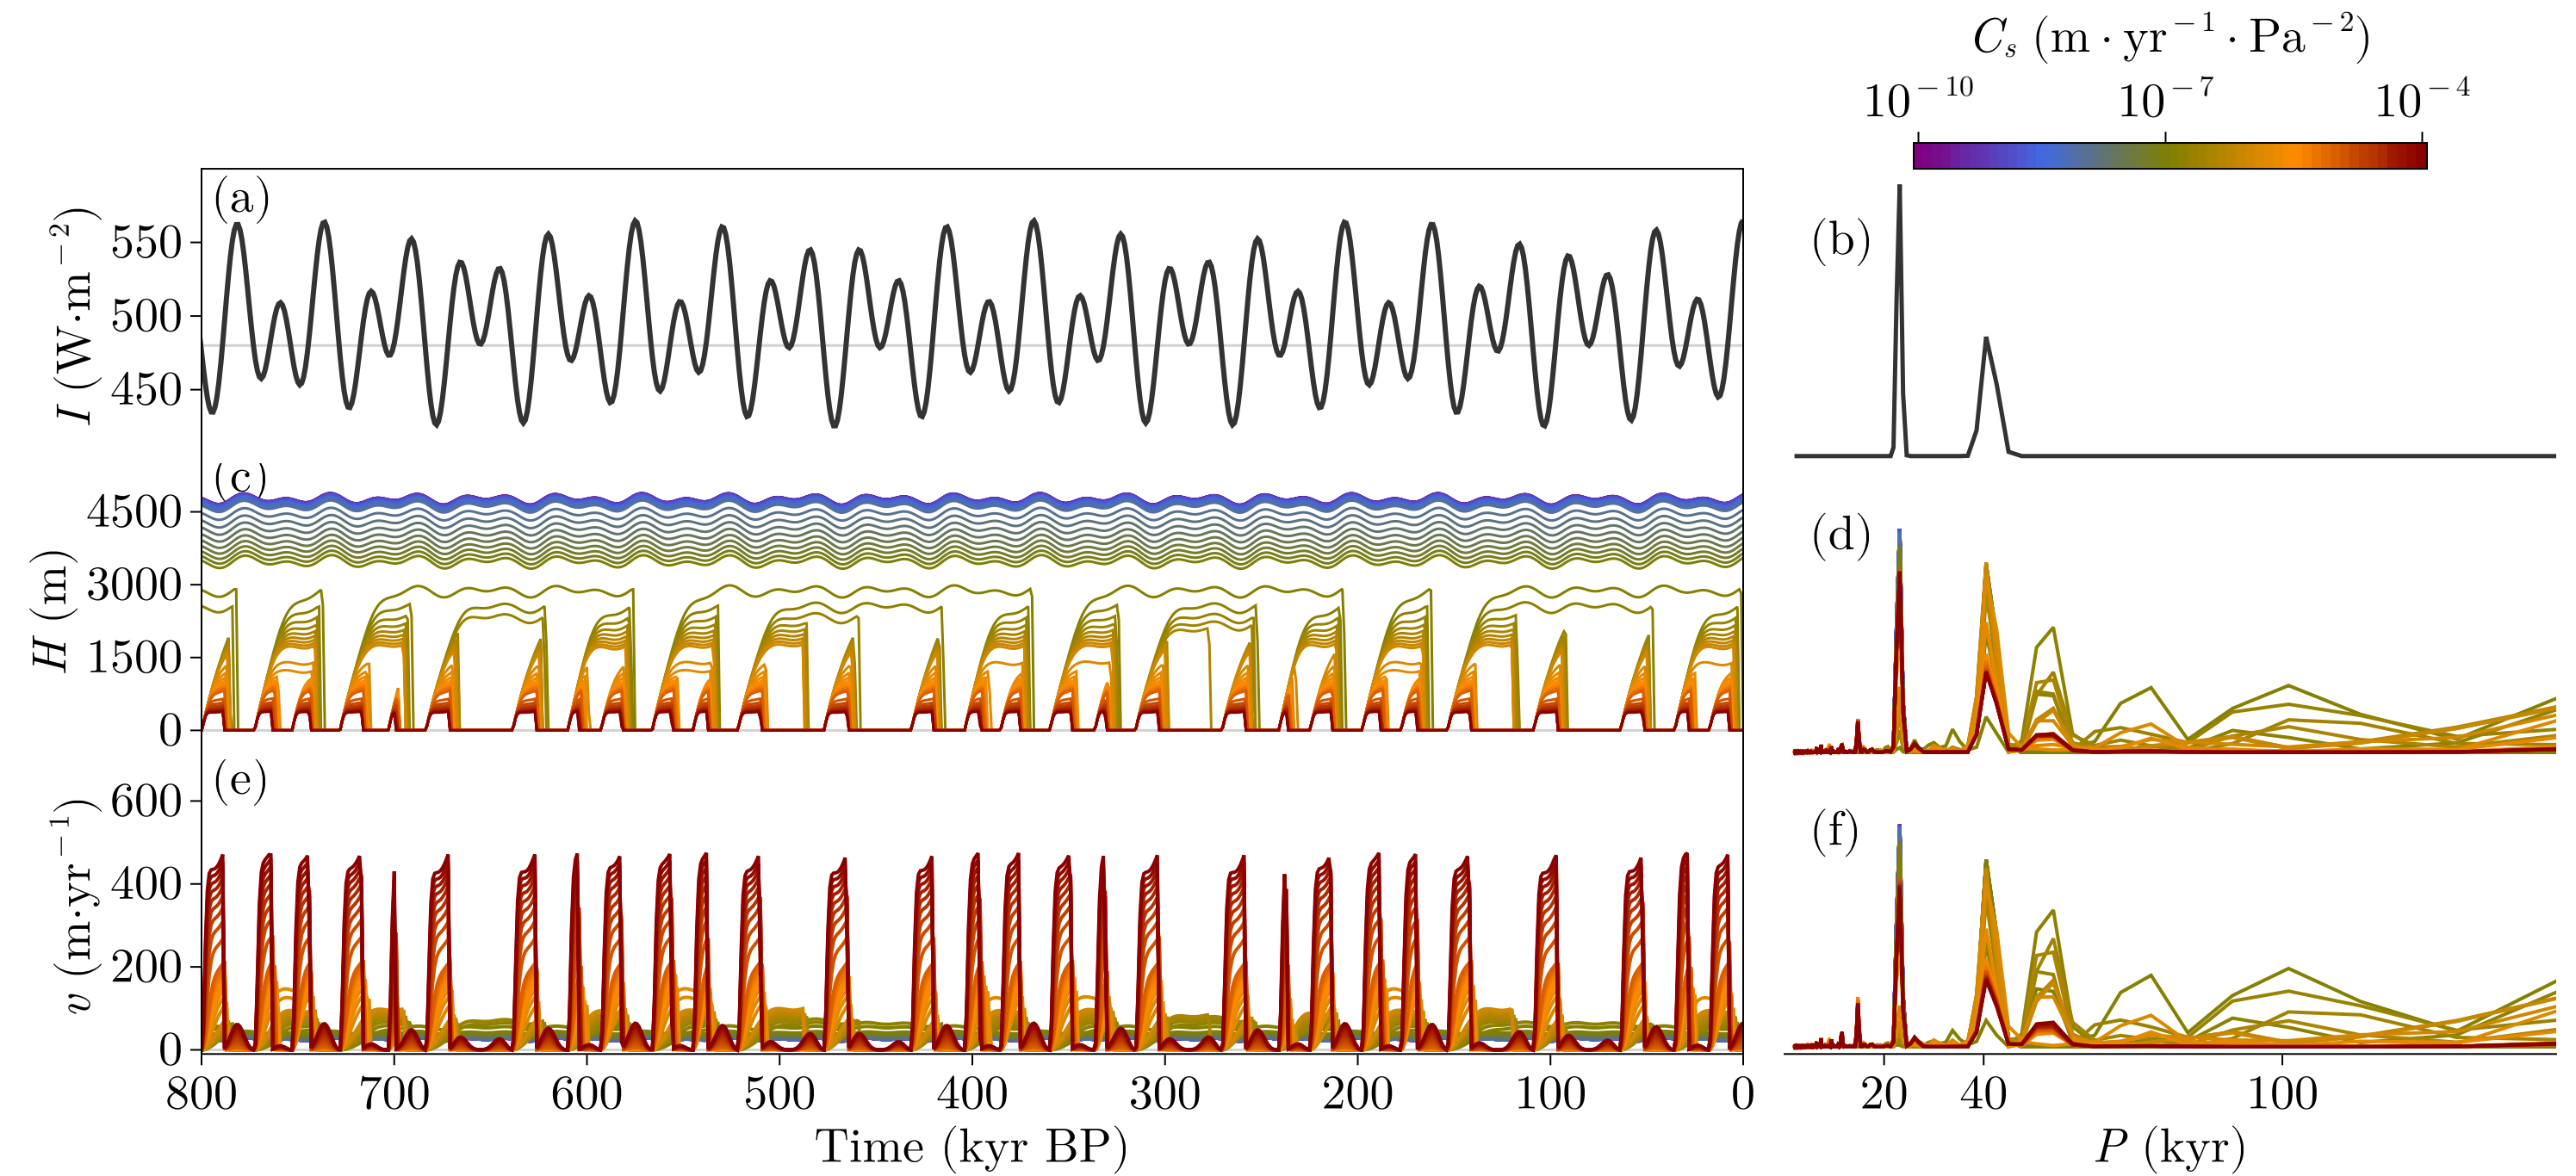 C_s (m · yr⁻¹ · Pa⁻²)
10⁻¹⁰ 10⁻⁷ 10⁻⁴
(a)
I (W·m⁻²)
550
500
450
(b)
(c)
H (m)
4500
3000
1500
0
(d)
(e)
v (m·yr⁻¹)
600
400
200
0
(f)
800 700 600 500 400 300 200 100 0
Time (kyr BP)
20 40 100
P (kyr)